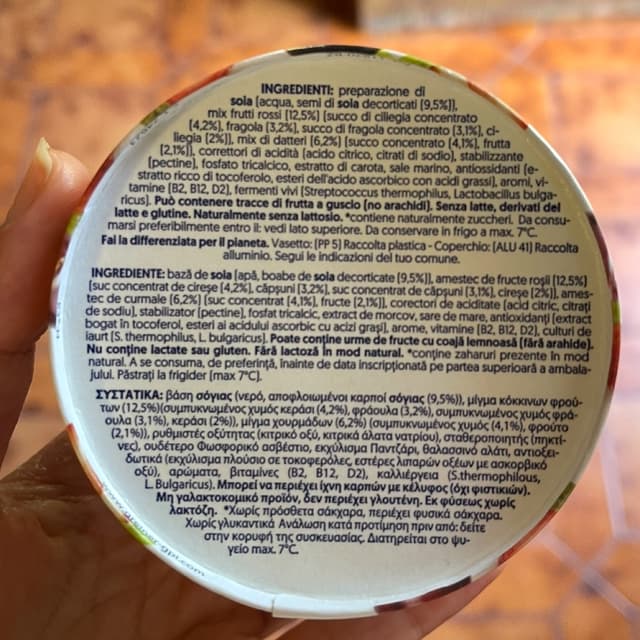 INGREDIENTI: preparazione di
soia [acqua, semi di soia decorticati [9,5%]],
mix frutti rossi [12,5%] [succo di ciliegia concentrato
[4,2%], fragola [3,2%], succo di fragola concentrato [3,1%], ci-
liegia [2%]], mix di datteri [6,2%] [succo concentrato [4,1%], frutta
[2,1%]], correttori di acidità [acido citrico, citrati di sodio], stabilizzante
[pectine], fosfato tricalcico, estratto di carota, sale marino, antiossidanti [e-
stratto ricco di tocoferolo, esteri dell'acido ascorbico con acidi grassi], aromi, vi-
tamine [B2, B12, D2], fermenti vivi [Streptococcus thermophilus, Lactobacillus bulga-
ricus]. Può contenere tracce di frutta a guscio [no arachidi]. Senza latte, derivati del
latte e glutine. Naturalmente senza lattosio. *contiene naturalmente zuccheri. Da consu-
marsi preferibilmente entro il: vedi lato superiore. Da conservare in frigo a max. 7°C.
Fai la differenziata per il pianeta. Vasetto: [PP 5] Raccolta plastica - Coperchio: [ALU 41] Raccolta
alluminio. Segui le indicazioni del tuo comune.
INGREDIENTE: bază de soia [apă, boabe de soia decorticate [9,5%]], amestec de fructe roșii [12,5%]
[suc concentrat de cireșe [4,2%], căpșuni [3,2%], suc concentrat de căpșuni [3,1%], cireșe [2%]], ames-
tec de curmale [6,2%] [suc concentrat [4,1%], fructe [2,1%]], corectori de aciditate [acid citric, citrați
de sodiu], stabilizator [pectine], fosfat tricalcic, extract de morcov, sare de mare, antioxidanți [extract
bogat în tocoferol, esteri ai acidului ascorbic cu acizi grași], arome, vitamine [B2, B12, D2], culturi de
iaurt [S. thermophilus, L. bulgaricus]. Poate conține urme de fructe cu coajă lemnoasă [fără arahide].
Nu conține lactate sau gluten. Fără lactoză în mod natural. *conține zaharuri prezente în mod
natural. A se consuma, de preferință, înainte de data inscripționată pe partea superioară a ambala-
jului. Păstrați la frigider [max 7°C].
ΣΥΣΤΑΤΙΚΑ: βάση σόγιας (νερό, αποφλοιωμένοι καρποί σόγιας (9,5%)), μίγμα κόκκινων φρού-
των (12,5%)(συμπυκνωμένος χυμός κεράσι (4,2%), φράουλα (3,2%), συμπυκνωμένος χυμός φρά-
ουλα (3,1%), κεράσι (2%)), μίγμα χουρμάδων (6,2%) (συμπυκνωμένος χυμός (4,1%), φρούτο
(2,1%)), ρυθμιστές οξύτητας (κιτρικό οξύ, κιτρικά άλατα νατρίου), σταθεροποιητής (πηκτί-
νες), ουδέτερο Φωσφορικό ασβέστιο, εκχύλισμα Παντζάρι, θαλασσινό αλάτι, αντιοξει-
δωτικά (εκχύλισμα πλούσιο σε τοκοφερόλες, εστέρες λιπαρών οξέων με ασκορβικό
οξύ), αρώματα, βιταμίνες (B2, B12, D2), καλλιέργεια (S.thermophilous,
L. Bulgaricus). Μπορεί να περιέχει ίχνη καρπών με κέλυφος (όχι φιστικιών).
Μη γαλακτοκομικό προϊόν, δεν περιέχει γλουτένη. Εκ φύσεως χωρίς
λακτόζη. *Χωρίς πρόσθετα σάκχαρα, περιέχει φυσικά σάκχαρα.
Χωρίς γλυκαντικά Ανάλωση κατά προτίμηση πριν από: δείτε
στην κορυφή της συσκευασίας. Διατηρείται στο ψυ-
γείο max. 7°C.